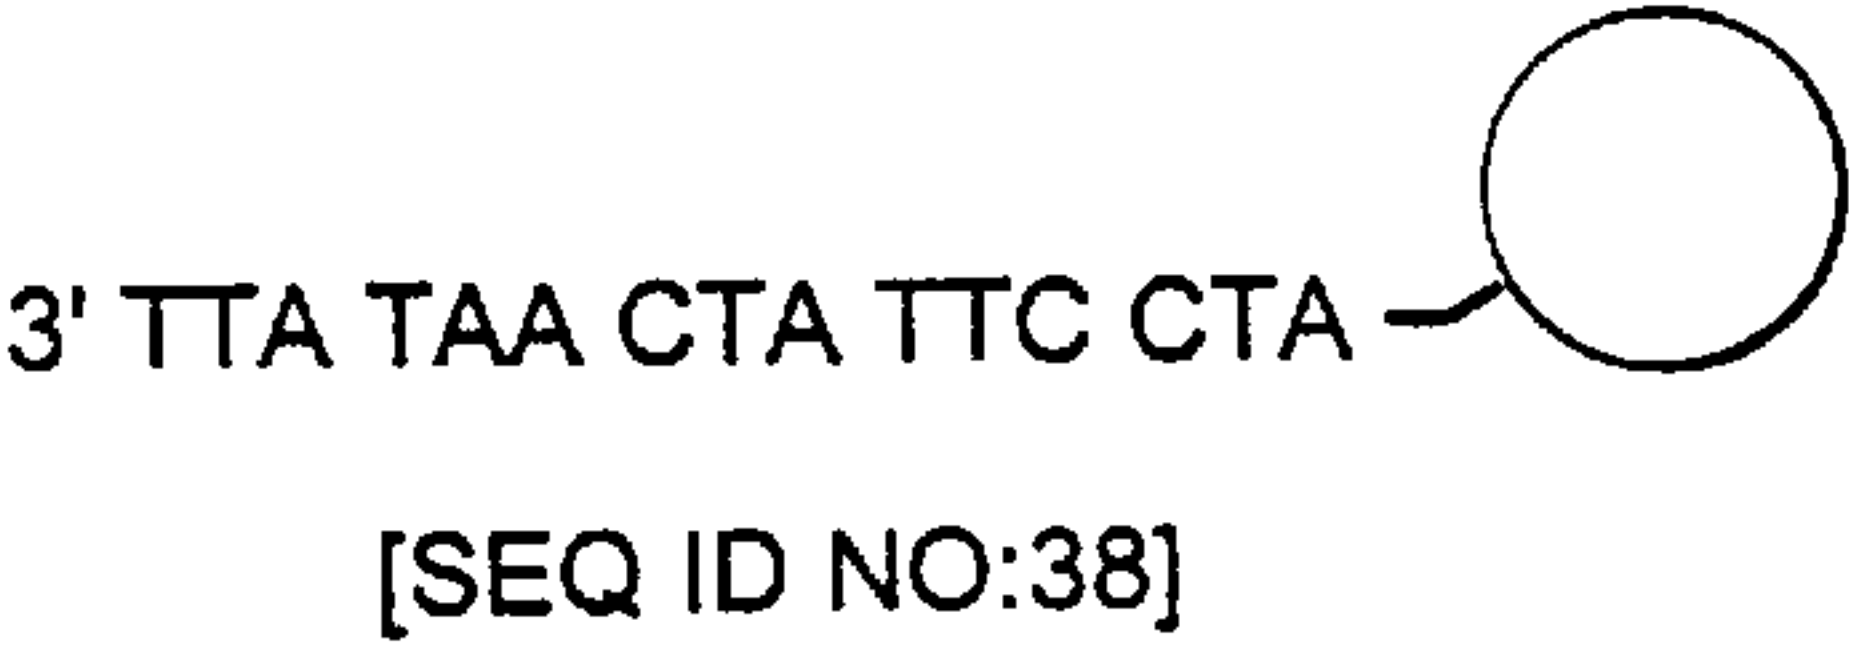 3' TTA TAA CTA TTC CTA
[SEQ ID NO:38]